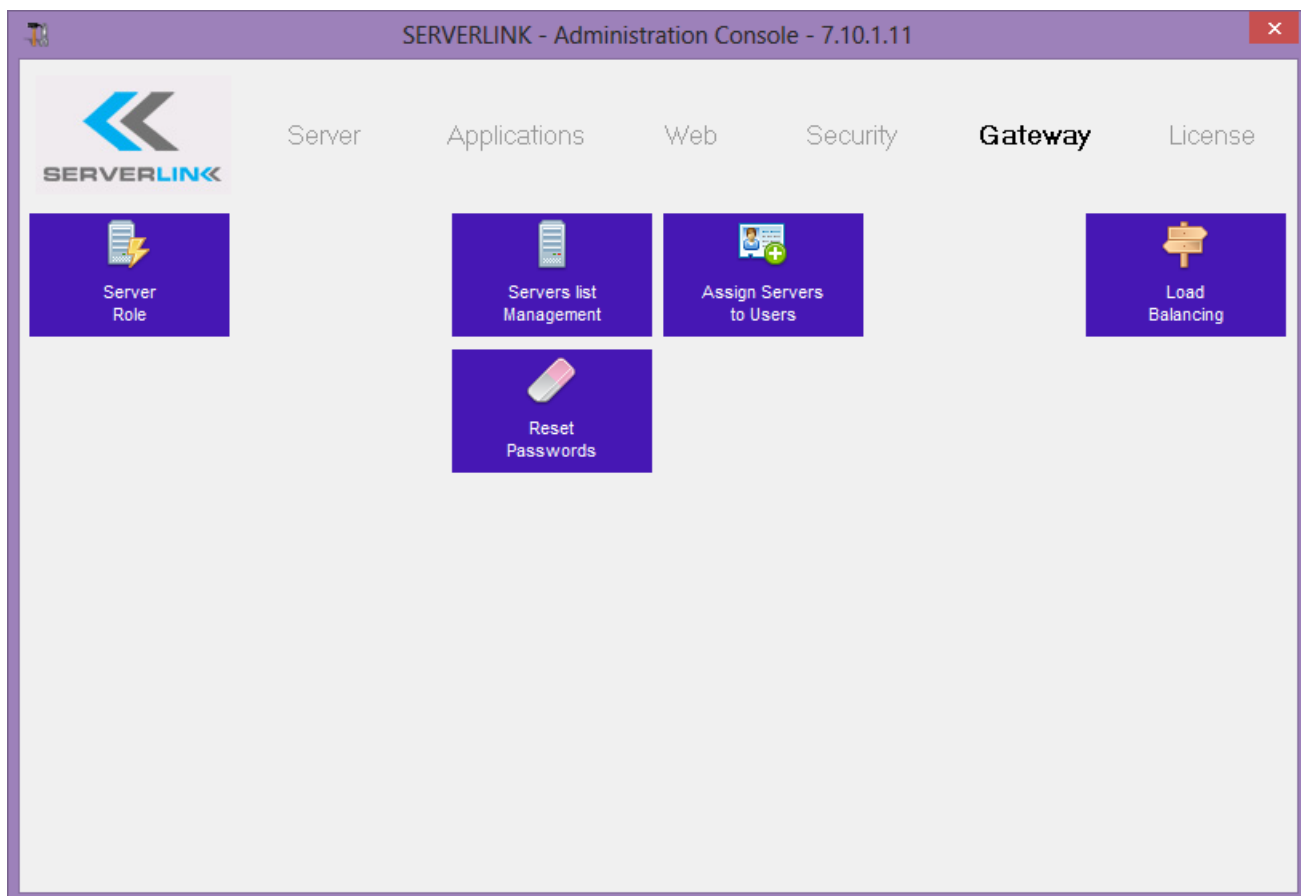 SERVERLINK - Administration Console - 7.10.1.11
SERVERLINK
Server
Applications
Web
Security
Gateway
License
Server
Role
Servers list
Management
Assign Servers
to Users
Load
Balancing
Reset
Passwords